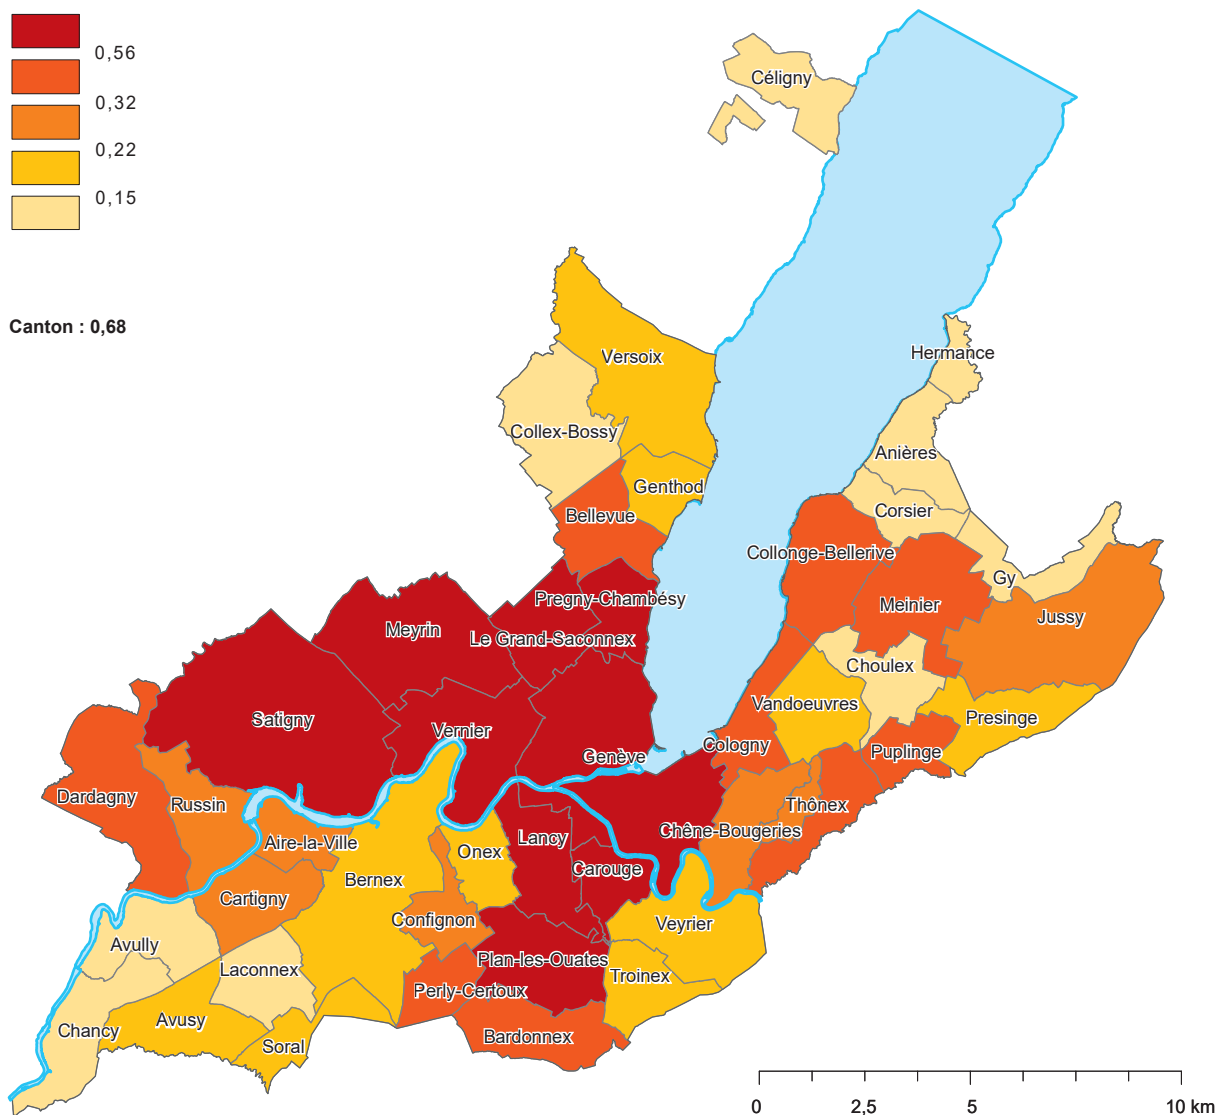 0,56
0,32
0,22
0,15
Canton : 0,68
Céligny
Hermance
Versoix
Collex-Bossy
Anières
Genthod
Corsier
Bellevue
Collonge-Bellerive
Gy
Pregny-Chambésy
Meinier
Jussy
Meyrin
Le Grand-Saconnex
Choulex
Vandoeuvres
Satigny
Presinge
Vernier
Cologny
Puplinge
Genève
Dardagny
Russin
Thônex
Chêne-Bougeries
Aire-la-Ville
Lancy
Onex
Carouge
Bernex
Cartigny
Confignon
Veyrier
Avully
Plan-les-Ouates
Laconnex
Troinex
Perly-Certoux
Avusy
Chancy
Bardonnex
Soral
0 2,5 5 10 km